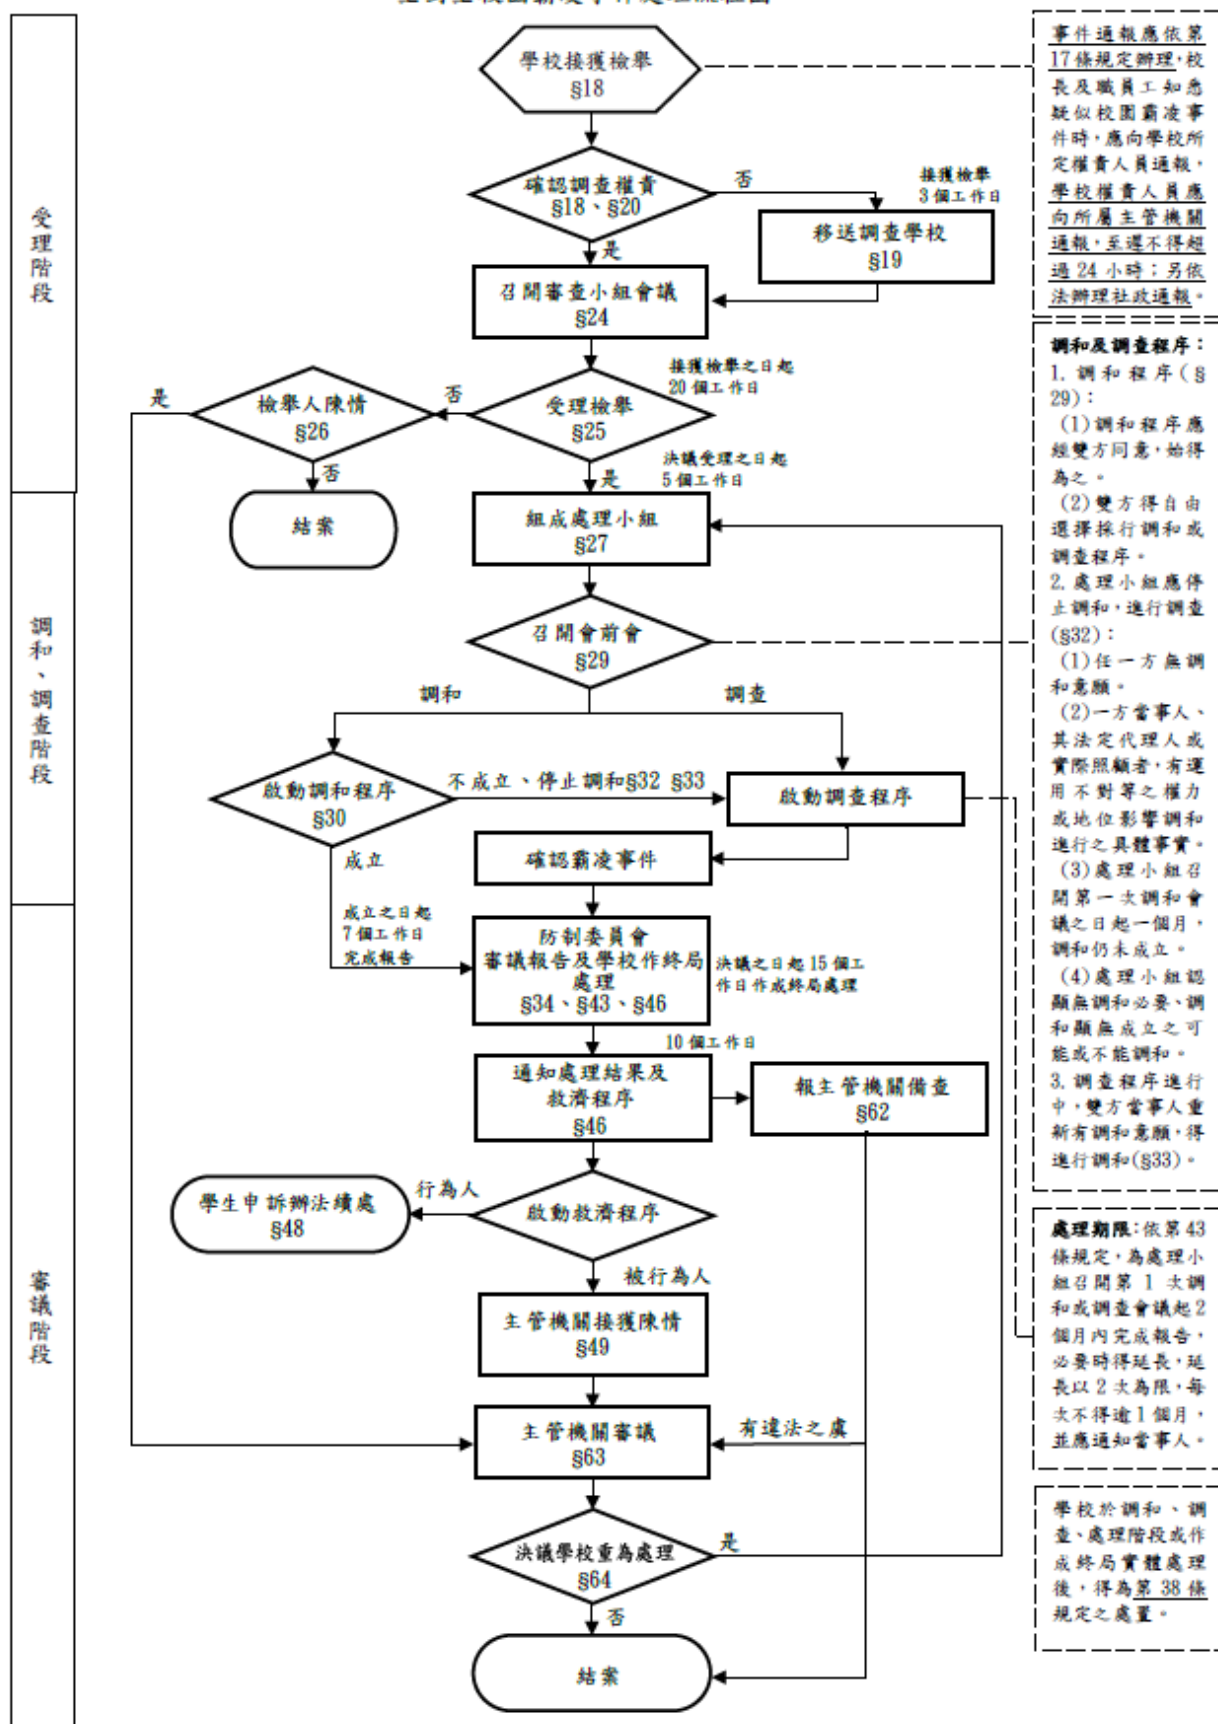 學校接獲檢舉
§18
確認調查權責
§18、§20
否
接獲檢舉
3個工作日
移送調查學校
§19
是
召開審查小組會議
§24
接獲檢舉之日起
20個工作日
受理檢舉
§25
否
檢舉人陳情
§26
是
否
結案
決議受理之日起
5個工作日
是
組成處理小組
§27
召開會前會
§29
調和
調查
啟動調和程序
§30
不成立、停止調和§32 §33
啟動調查程序
成立
確認霸凌事件
成立之日起
7個工作日
完成報告
防制委員會
審議報告及學校作終局
處理
§34、§43、§46
決議之日起15個工
作日作成終局處理
10個工作日
通知處理結果及
救濟程序
§46
報主管機關備查
§62
啟動救濟程序
行為人
學生申訴辦法續處
§48
被行為人
主管機關接獲陳情
§49
主管機關審議
§63
有違法之虞
決議學校重為處理
§64
是
否
結案
受理階段
調和、調查階段
審議階段
事件通報應依第
17條規定辦理,校
長及職員工知悉
疑似校園霸凌事
件時,應向學校所
定權責人員通報,
學校權責人員應
向所屬主管機關
通報,至遲不得超
過24小時;另依
法辦理社政通報。
調和及調查程序:
1.調和程序(§
29):
(1)調和程序應
經雙方同意,始得
為之。
(2)雙方得自由
選擇採行調和或
調查程序。
2.處理小組應停
止調和,進行調查
(§32):
(1)任一方無調
和意願。
(2)一方當事人、
其法定代理人或
實際照顧者,有運
用不對等之權力
或地位影響調和
進行之具體事實。
(3)處理小組召
開第一次調和會
議之日起一個月,
調和仍未成立。
(4)處理小組認
顯無調和必要、調
和顯無成立之可
能或不能調和。
3.調查程序進行
中,雙方當事人重
新有調和意願,得
進行調和(§33)。
處理期限:依第43
條規定,為處理小
組召開第1次調
和或調查會議起2
個月內完成報告,
必要時得延長,延
長以2次為限,每
次不得逾1個月,
並應通知當事人。
學校於調和、調
查、處理階段或作
成終局實體處理
後,得為第38條
規定之處置。